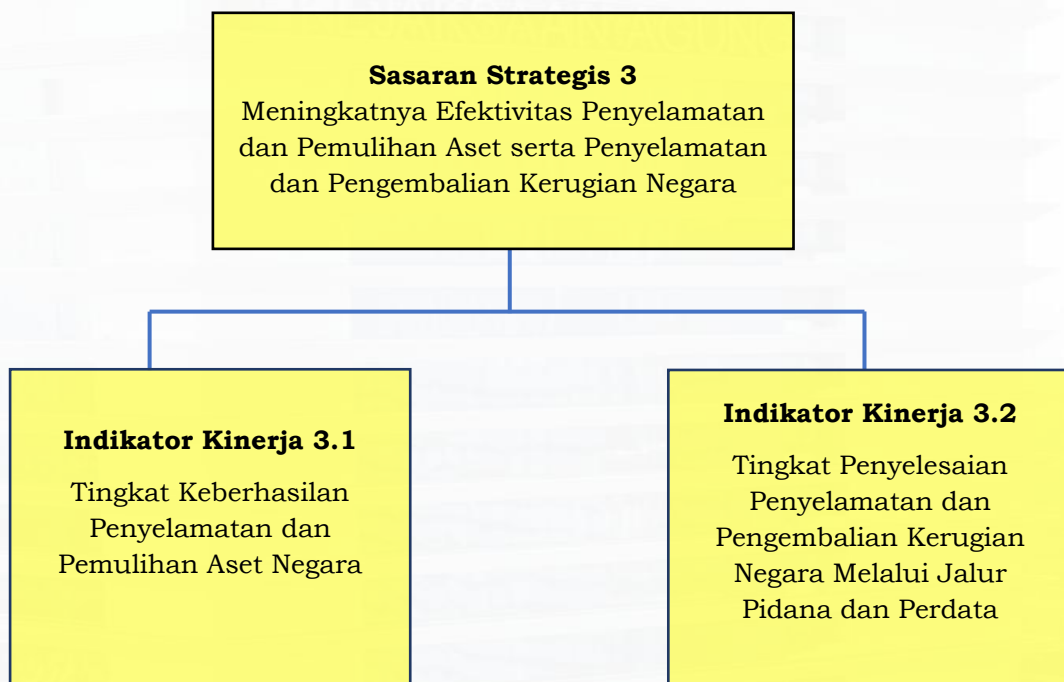 Sasaran Strategis 3
Meningkatnya Efektivitas Penyelamatan
dan Pemulihan Aset serta Penyelamatan
dan Pengembalian Kerugian Negara
Indikator Kinerja 3.1
Tingkat Keberhasilan
Penyelamatan dan
Pemulihan Aset Negara
Indikator Kinerja 3.2
Tingkat Penyelesaian
Penyelamatan dan
Pengembalian Kerugian
Negara Melalui Jalur
Pidana dan Perdata